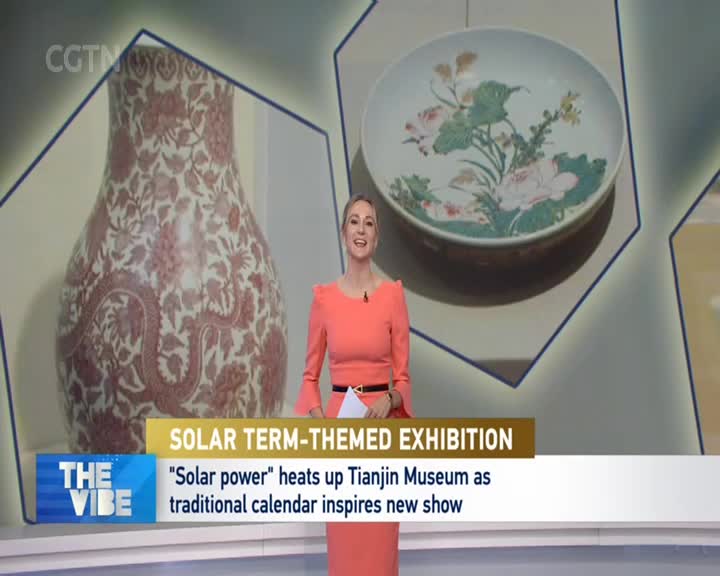 CGTN
SOLAR TERM-THEMED EXHIBITION
THE
VIBE
"Solar power" heats up Tianjin Museum as
traditional calendar inspires new show